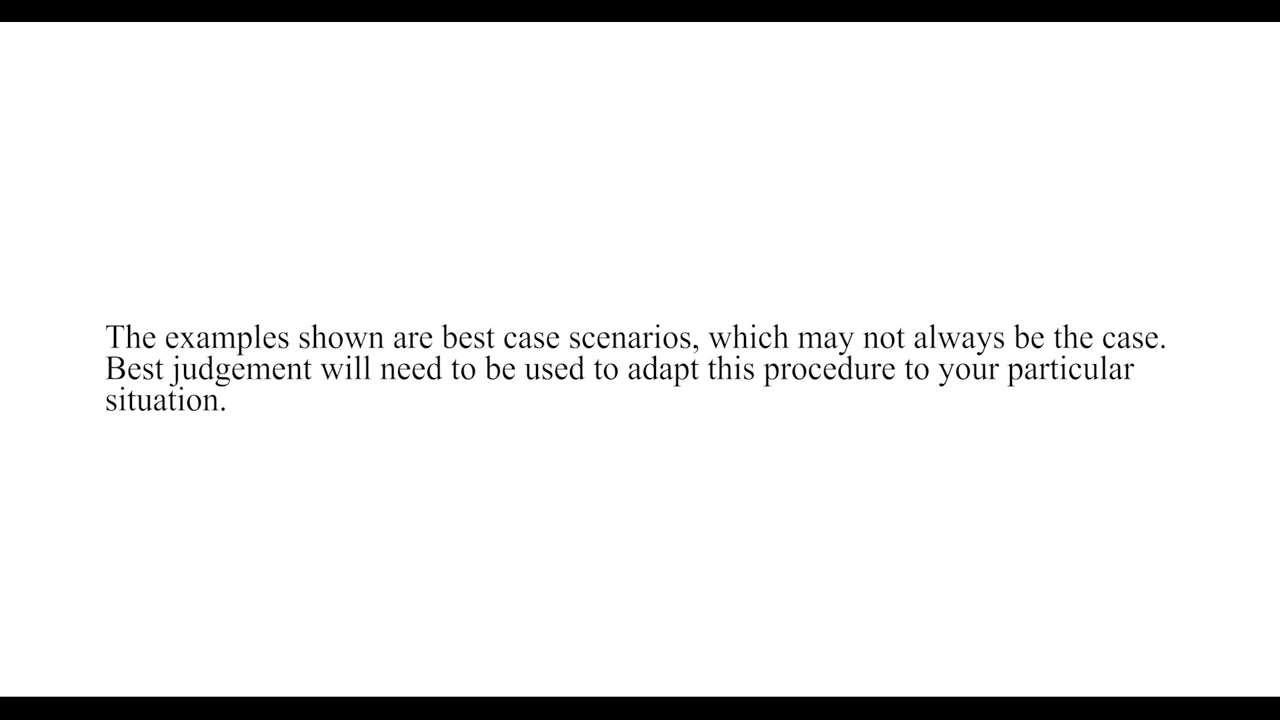 The examples shown are best case scenarios, which may not always be the case.
Best judgement will need to be used to adapt this procedure to your particular
situation.